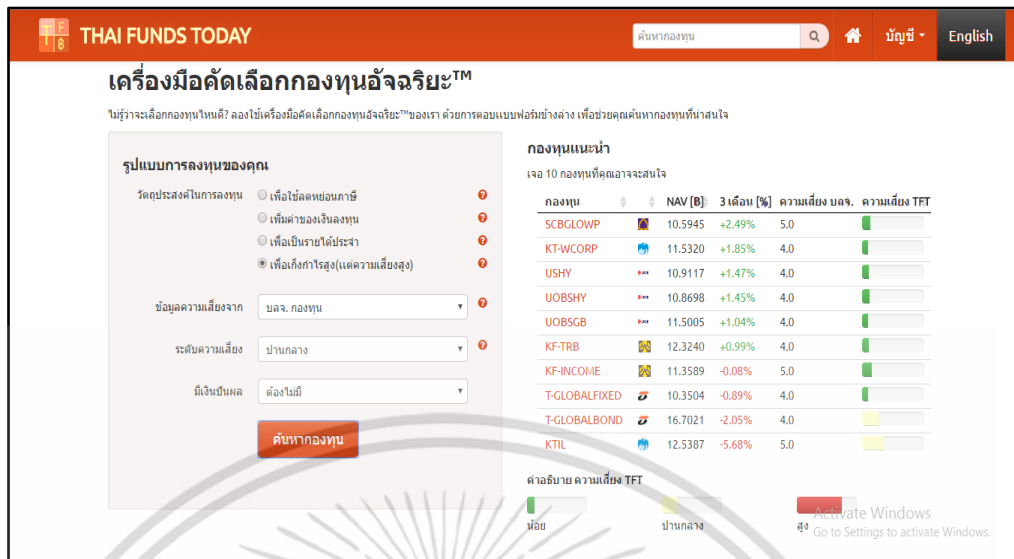 T F B THAI FUNDS TODAY ค้นหากองทุน บัญชี English
เครื่องมือคัดเลือกกองทุนอัจฉริยะ™
ไม่รู้ว่าจะเลือกกองทุนไหนดี? ลองใช้เครื่องมือคัดเลือกกองทุนอัจฉริยะ™ของเรา ด้วยการตอบแบบฟอร์มข้างล่าง เพื่อช่วยคุณค้นหากองทุนที่น่าสนใจ
รูปแบบการลงทุนของคุณ
วัตถุประสงค์ในการลงทุน เพื่อใช้ลดหย่อนภาษี
เพิ่มค่าของเงินลงทุน
เพื่อเป็นรายได้ประจำ
เพื่อเก็งกำไรสูง(แต่ความเสี่ยงสูง)
ข้อมูลความเสี่ยงจาก บลจ. กองทุน
ระดับความเสี่ยง ปานกลาง
มีเงินปันผล ต้องไม่มี
ค้นหากองทุน
กองทุนแนะนำ
เจอ 10 กองทุนที่คุณอาจจะสนใจ
กองทุน NAV [B] 3 เดือน [%] ความเสี่ยง บลจ. ความเสี่ยง TFT
SCBGLOWP 10.5945 +2.49% 5.0
KT-WCORP 11.5320 +1.85% 4.0
USHY 10.9117 +1.47% 4.0
UOBSHY 10.8698 +1.45% 4.0
UOBSGB 11.5005 +1.04% 4.0
KF-TRB 12.3240 +0.99% 4.0
KF-INCOME 11.3589 -0.08% 5.0
T-GLOBALFIXED 10.3504 -0.89% 4.0
T-GLOBALBOND 16.7021 -2.05% 4.0
KTIL 12.5387 -5.68% 5.0
คำอธิบาย ความเสี่ยง TFT
น้อย ปานกลาง สูง
Activate Windows
Go to Settings to activate Windows.